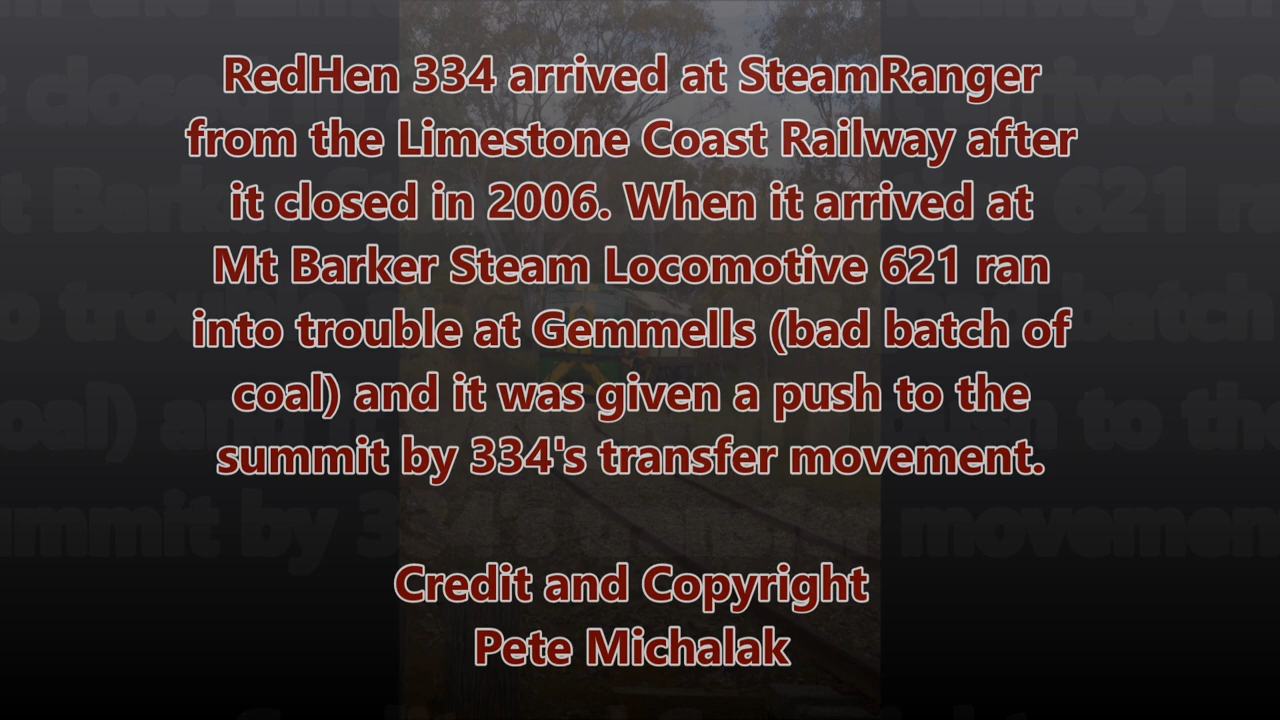 RedHen 334 arrived at SteamRanger
from the Limestone Coast Railway after
it closed in 2006. When it arrived at
Mt Barker Steam Locomotive 621 ran
into trouble at Gemmells (bad batch of
coal) and it was given a push to the
summit by 334's transfer movement.
Credit and Copyright
Pete Michalak